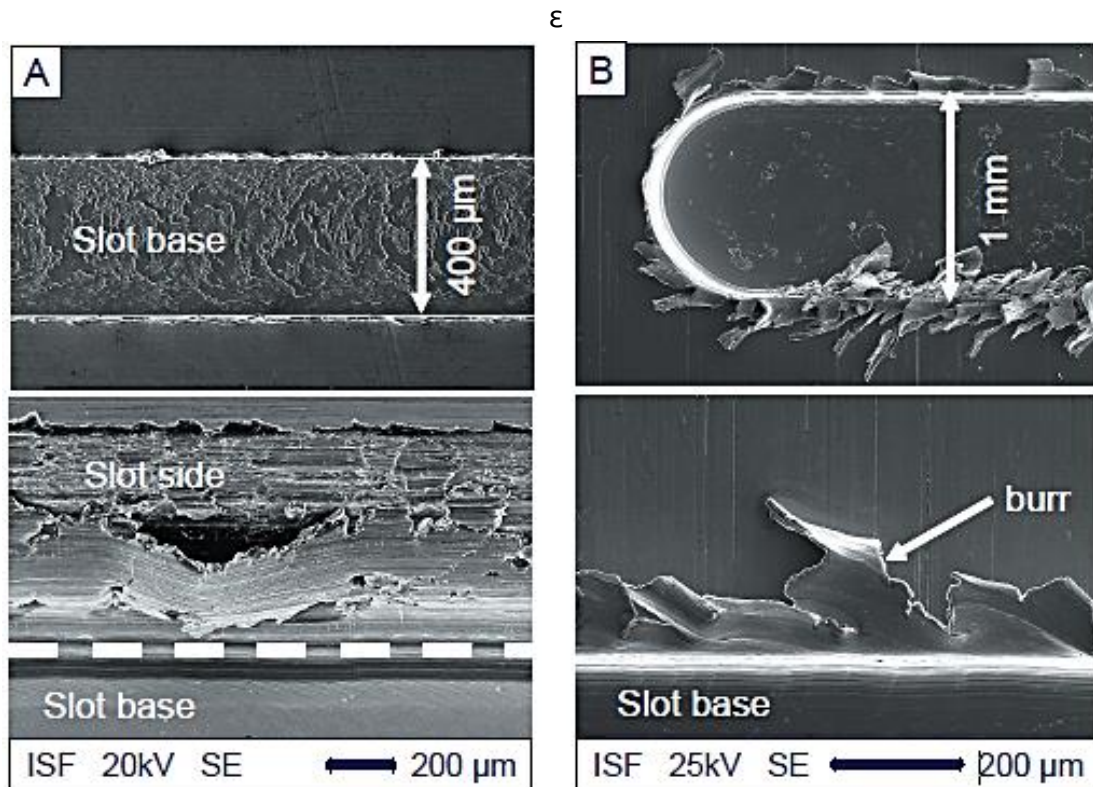 ε
A
Slot base
400 µm
Slot side
Slot base
ISF 20kV SE 200 µm
B
1 mm
burr
Slot base
ISF 25kV SE 200 µm